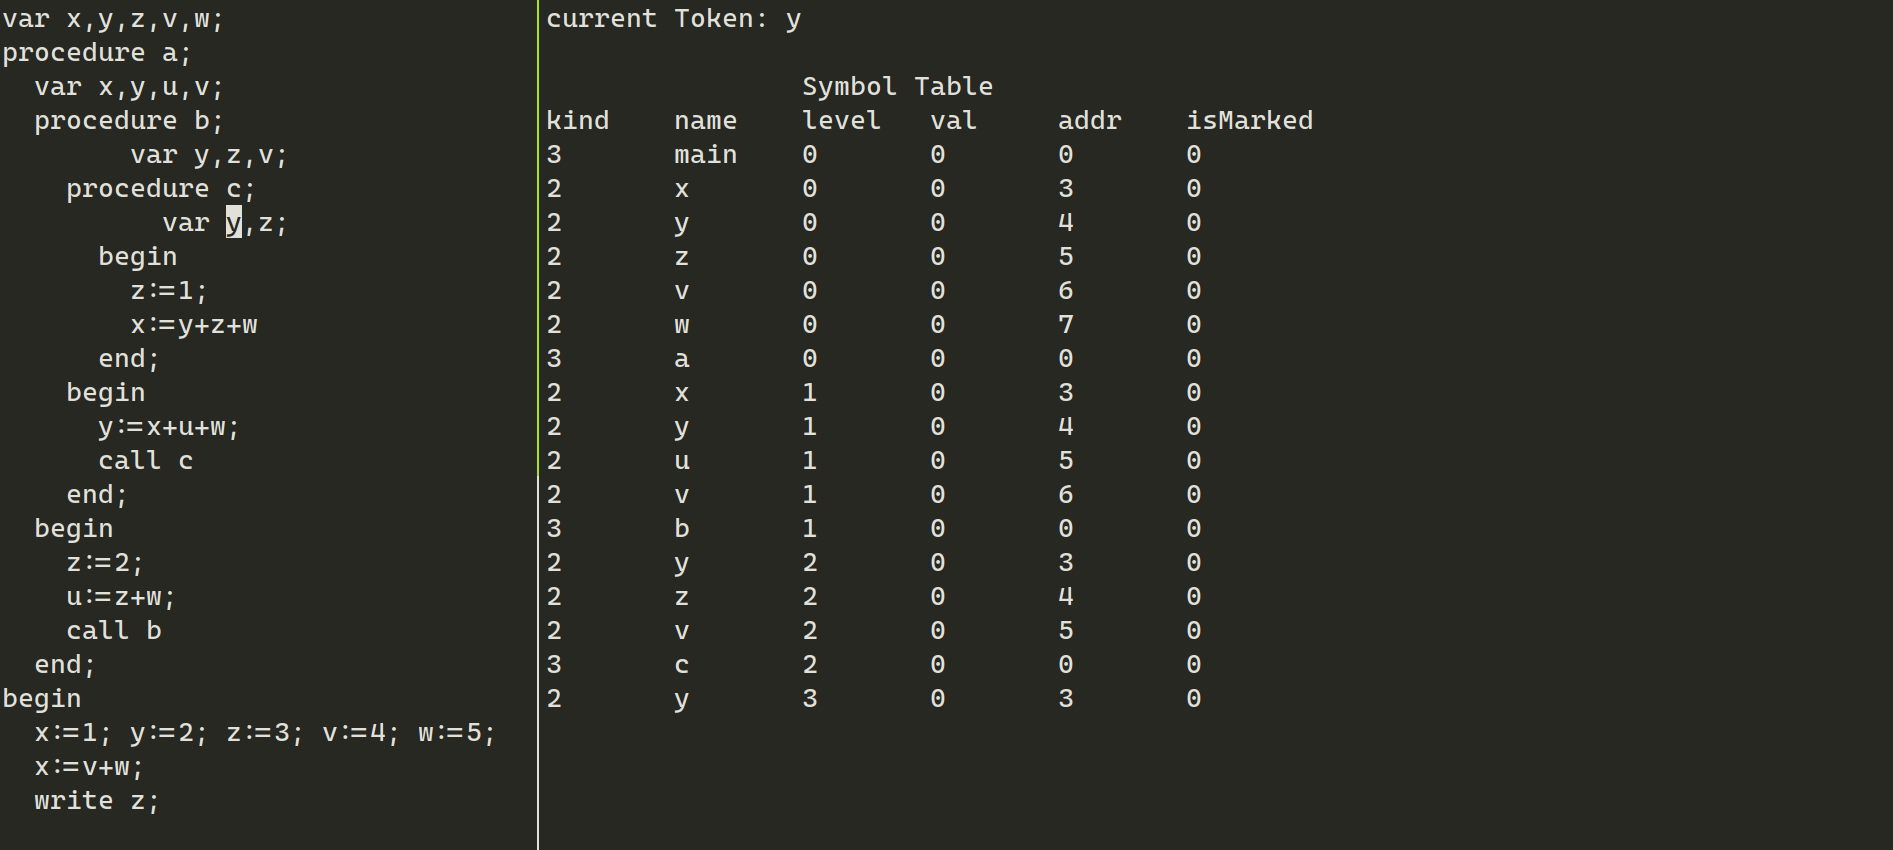 var x,y,z,v,w;
procedure a;
  var x,y,u,v;
  procedure b;
        var y,z,v;
    procedure c;
          var y,z;
      begin
        z:=1;
        x:=y+z+w
      end;
    begin
      y:=x+u+w;
      call c
    end;
  begin
    z:=2;
    u:=z+w;
    call b
  end;
begin
  x:=1; y:=2; z:=3; v:=4; w:=5;
  x:=v+w;
  write z;
current Token: y
Symbol Table
kind name level val addr isMarked
3 main 0 0 0 0
2 x 0 0 3 0
2 y 0 0 4 0
2 z 0 0 5 0
2 v 0 0 6 0
2 w 0 0 7 0
3 a 0 0 0 0
2 x 1 0 3 0
2 y 1 0 4 0
2 u 1 0 5 0
2 v 1 0 6 0
3 b 1 0 0 0
2 y 2 0 3 0
2 z 2 0 4 0
2 v 2 0 5 0
3 c 2 0 0 0
2 y 3 0 3 0